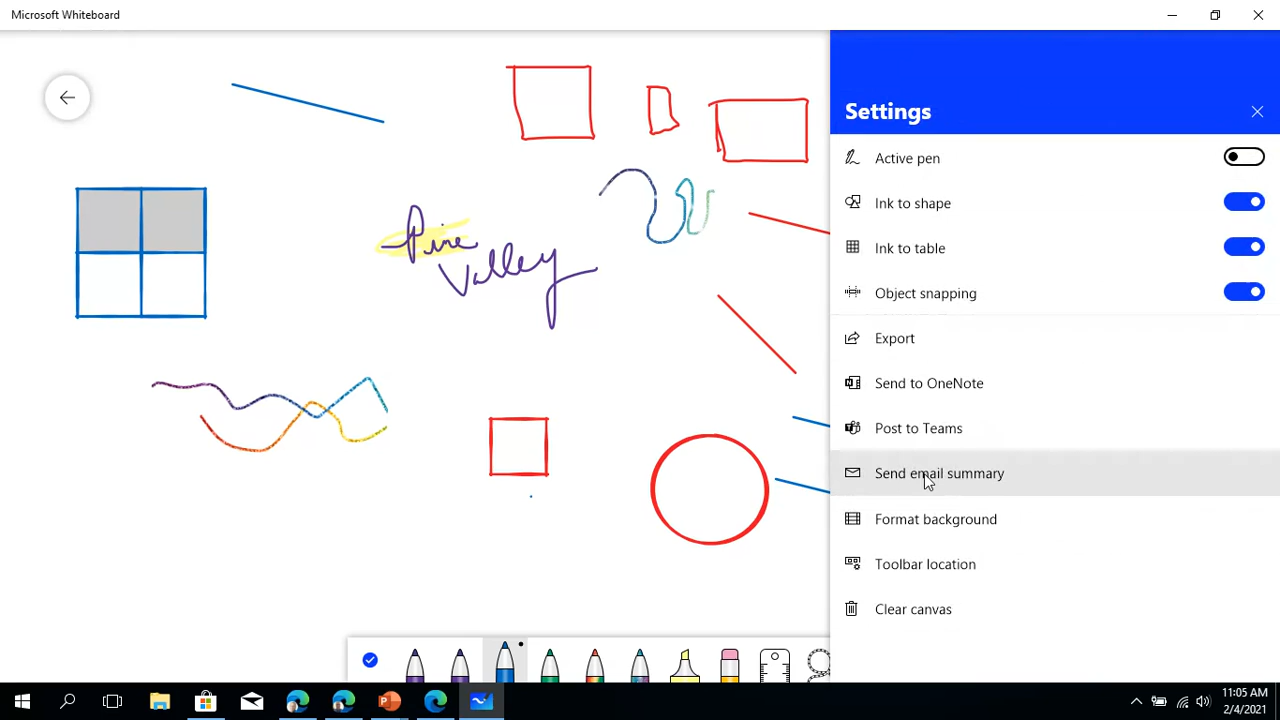 Microsoft Whiteboard
Settings
Active pen
Ink to shape
Ink to table
Object snapping
Export
Send to OneNote
Post to Teams
Send email summary
Format background
Toolbar location
Clear canvas
Pine
Valley
11:05 AM
2/4/2021